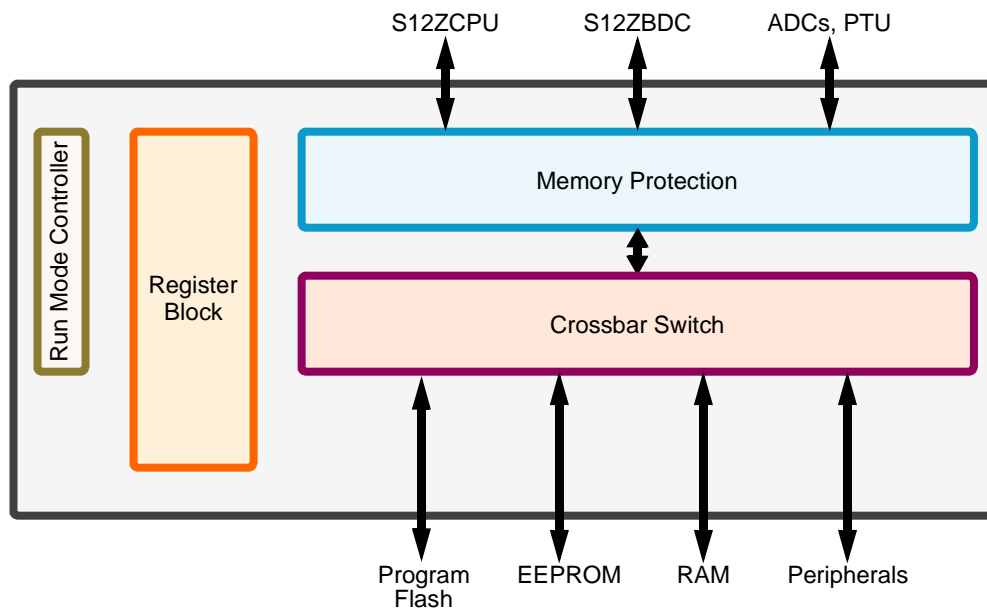 S12ZCPU
S12ZBDC
ADCs, PTU
Run Mode Controller
Register
Block
Memory Protection
Crossbar Switch
Program
Flash
EEPROM
RAM
Peripherals